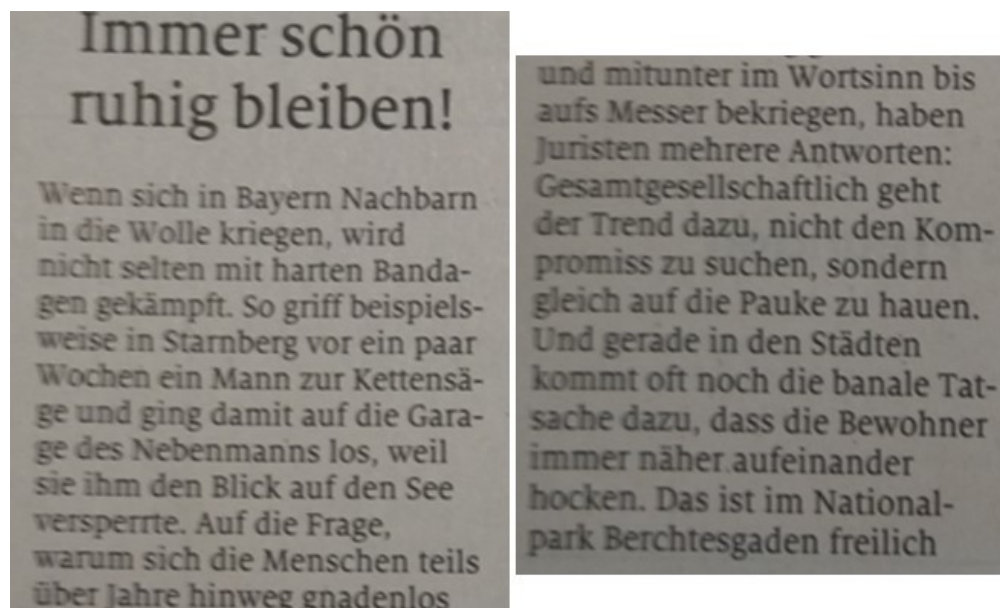 Immer schön
ruhig bleiben!
Wenn sich in Bayern Nachbarn
in die Wolle kriegen, wird
nicht selten mit harten Banda-
gen gekämpft. So griff beispiels-
weise in Starnberg vor ein paar
Wochen ein Mann zur Kettensä-
ge und ging damit auf die Gara-
ge des Nebenmanns los, weil
sie ihm den Blick auf den See
versperrte. Auf die Frage,
warum sich die Menschen teils
über Jahre hinweg gnadenlos
und mitunter im Wortsinn bis
aufs Messer bekriegen, haben
Juristen mehrere Antworten:
Gesamtgesellschaftlich geht
der Trend dazu, nicht den Kom-
promiss zu suchen, sondern
gleich auf die Pauke zu hauen.
Und gerade in den Städten
kommt oft noch die banale Tat-
sache dazu, dass die Bewohner
immer näher aufeinander
hocken. Das ist im National-
park Berchtesgaden freilich